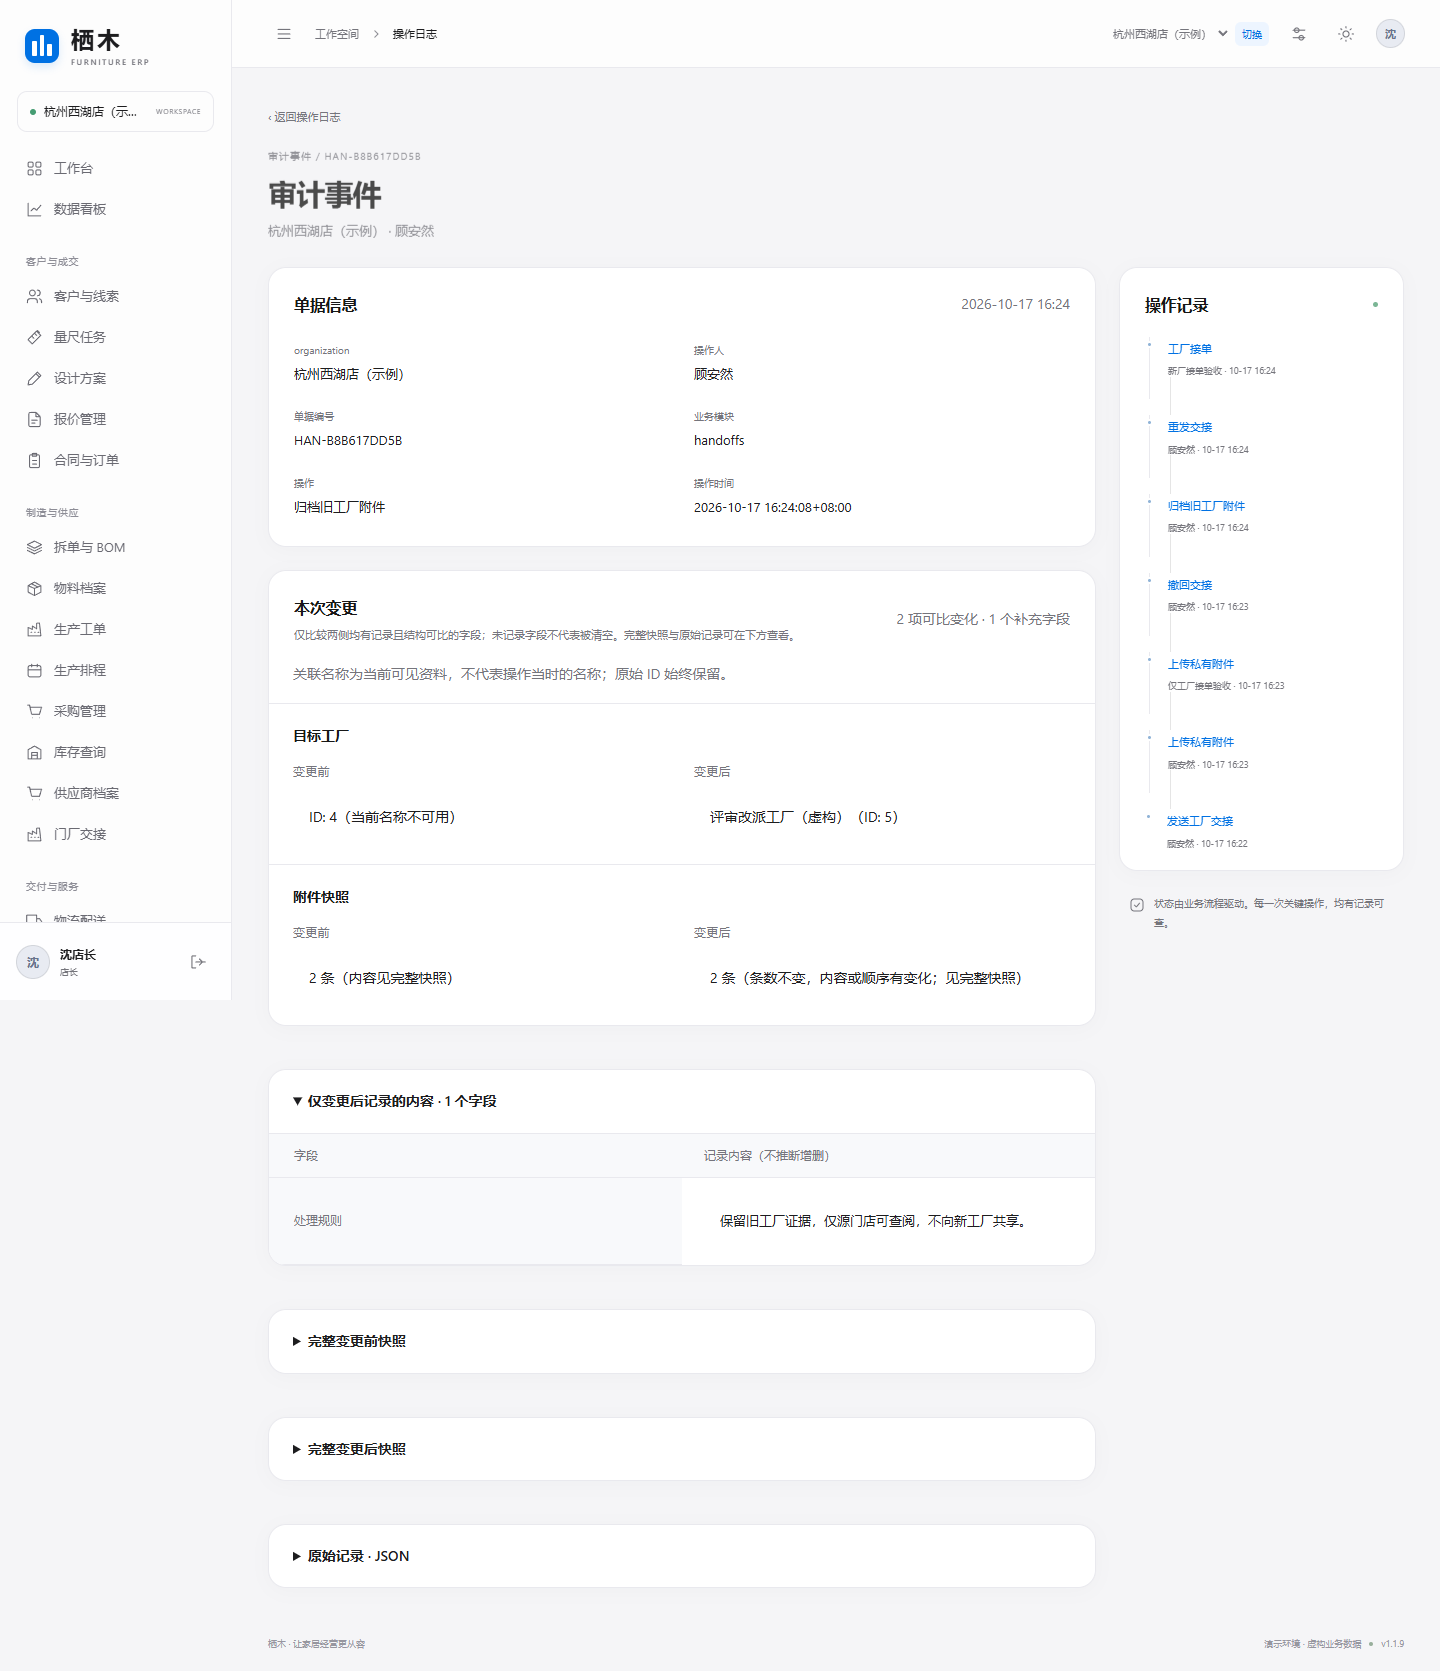 栖木
FURNITURE ERP
杭州西湖店（示...
WORKSPACE
工作台
数据看板
客户与成交
客户与线索
量尺任务
设计方案
报价管理
合同与订单
制造与供应
拆单与 BOM
物料档案
生产工单
生产排程
采购管理
库存查询
供应商档案
门厂交接
交付与服务
物流配送
沈
沈店长
店长
工作空间
操作日志
杭州西湖店（示例）
切换
沈
‹ 返回操作日志
审计事件 / HAN-B8B617DD5B
审计事件
杭州西湖店（示例） · 顾安然
单据信息
2026-10-17 16:24
organization
杭州西湖店（示例）
操作人
顾安然
单据编号
HAN-B8B617DD5B
业务模块
handoffs
操作
归档旧工厂附件
操作时间
2026-10-17 16:24:08+08:00
本次变更
仅比较两侧均有记录且结构可比的字段；未记录字段不代表被清空。完整快照与原始记录可在下方查看。
2 项可比变化 · 1 个补充字段
关联名称为当前可见资料，不代表操作当时的名称；原始 ID 始终保留。
目标工厂
变更前
ID: 4（当前名称不可用）
变更后
评审改派工厂（虚构）（ID: 5）
附件快照
变更前
2 条（内容见完整快照）
变更后
2 条（条数不变，内容或顺序有变化；见完整快照）
▼ 仅变更后记录的内容 · 1 个字段
字段
记录内容（不推断增删）
处理规则
保留旧工厂证据，仅源门店可查阅，不向新工厂共享。
▶ 完整变更前快照
▶ 完整变更后快照
▶ 原始记录 · JSON
操作记录
工厂接单
新厂接单验收 · 10-17 16:24
重发交接
顾安然 · 10-17 16:24
归档旧工厂附件
顾安然 · 10-17 16:24
撤回交接
顾安然 · 10-17 16:23
上传私有附件
仅工厂接单验收 · 10-17 16:23
上传私有附件
顾安然 · 10-17 16:23
发送工厂交接
顾安然 · 10-17 16:22
状态由业务流程驱动。每一次关键操作，均有记录可
查。
栖木 · 让家居经营更从容
演示环境 · 虚构业务数据
v1.1.9